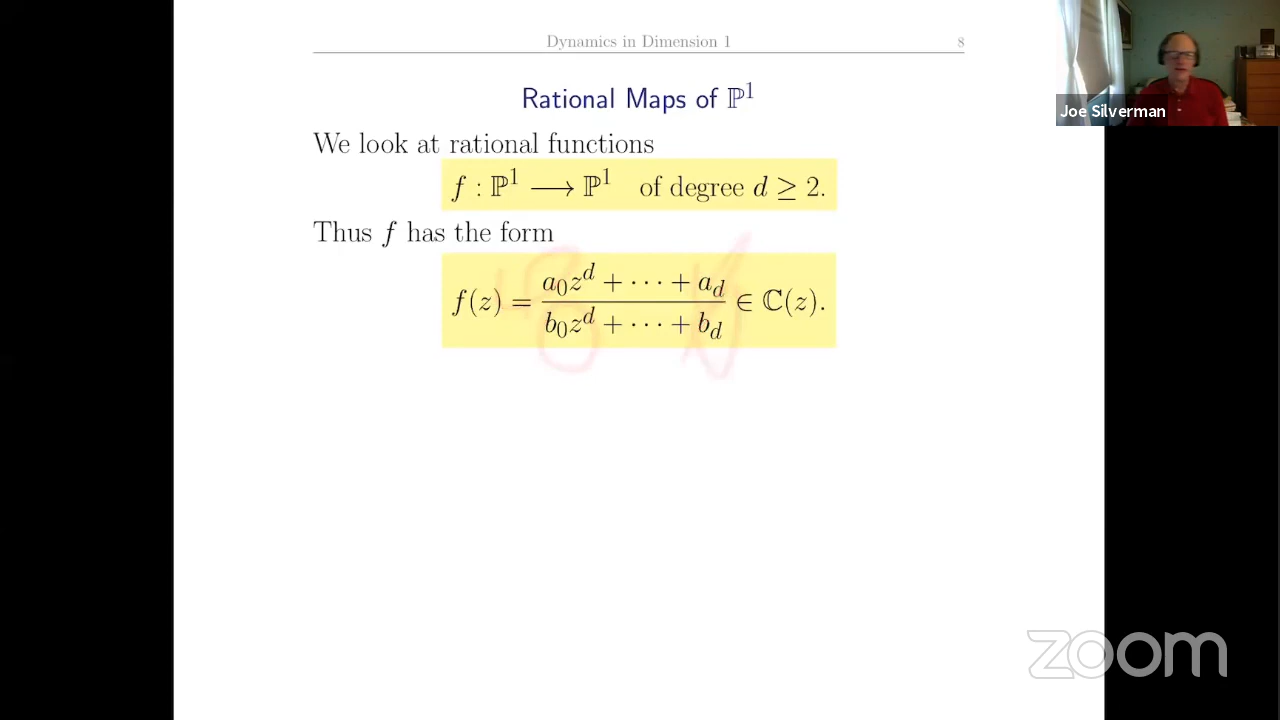 Dynamics in Dimension 1 8
Rational Maps of ℙ¹
We look at rational functions
f : ℙ¹ ⟶ ℙ¹ of degree d ≥ 2.
Thus f has the form
f(z) = (a₀z^d + ⋯ + a_d)/(b₀z^d + ⋯ + b_d) ∈ ℂ(z).
Joe Silverman
zoom